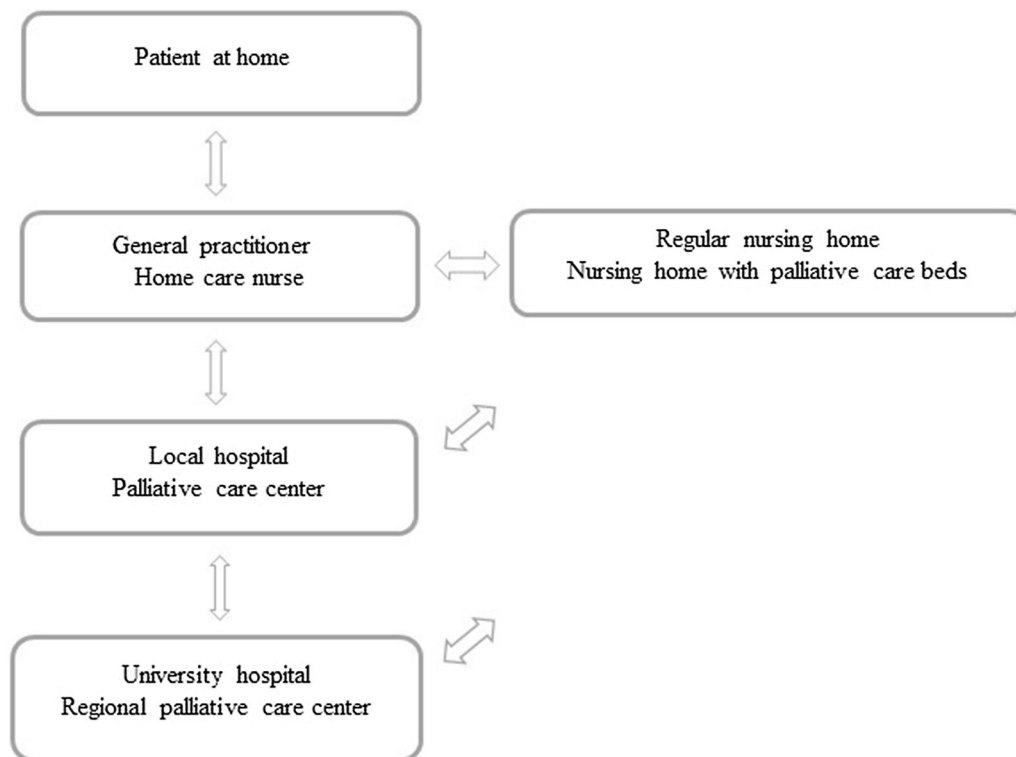 Patient at home
General practitioner
Home care nurse
Regular nursing home
Nursing home with palliative care beds
Local hospital
Palliative care center
University hospital
Regional palliative care center